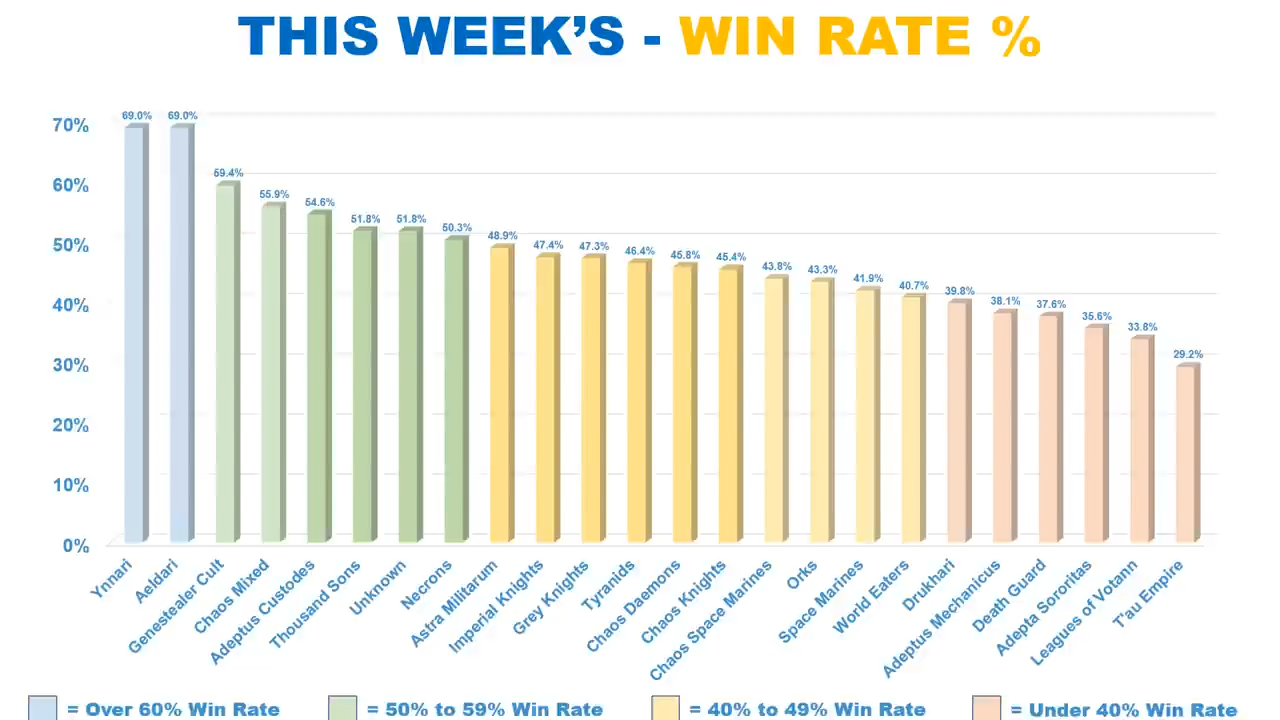 THIS WEEK'S - WIN RATE %
70%
60%
50%
40%
30%
20%
10%
0%
69.0%
69.0%
59.4%
55.9%
54.6%
51.8%
51.8%
50.3%
48.9%
47.4%
47.3%
46.4%
45.8%
45.4%
43.8%
43.3%
41.9%
40.7%
39.8%
38.1%
37.6%
35.6%
33.8%
29.2%
Ynnari
Aeldari
Genestealer Cult
Chaos Mixed
Adeptus Custodes
Thousand Sons
Unknown
Necrons
Astra Militarum
Imperial Knights
Grey Knights
Tyranids
Chaos Daemons
Chaos Knights
Chaos Space Marines
Orks
Space Marines
World Eaters
Drukhari
Adeptus Mechanicus
Death Guard
Adepta Sororitas
Leagues of Votann
T'au Empire
= Over 60% Win Rate
= 50% to 59% Win Rate
= 40% to 49% Win Rate
= Under 40% Win Rate